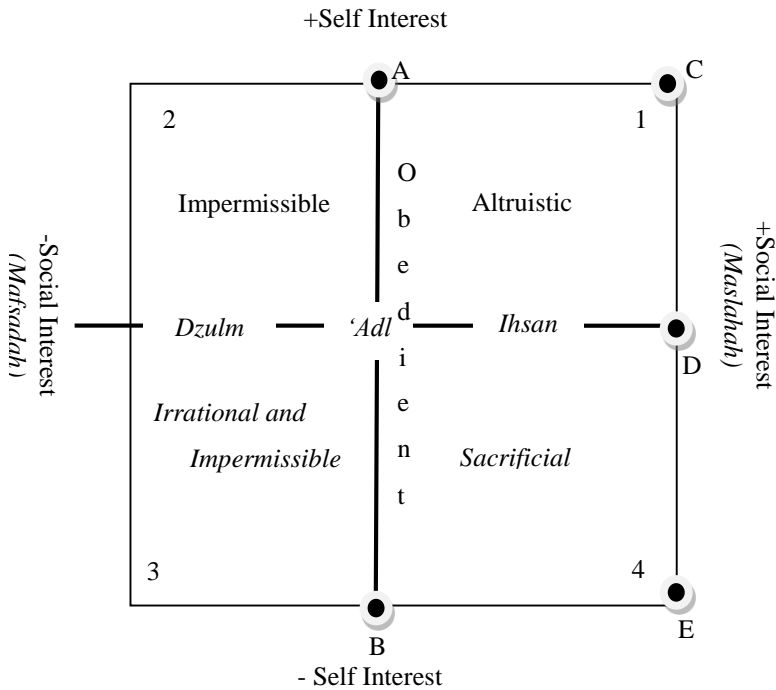 +Self Interest
A
C
2
1
Impermissible
Altruistic
Obedient
-Social Interest
(Mafsadah)
+Social Interest
(Maslahah)
Dzulm
‘Adl
Ihsan
D
Irrational and
Impermissible
Sacrificial
3
4
B
E
- Self Interest